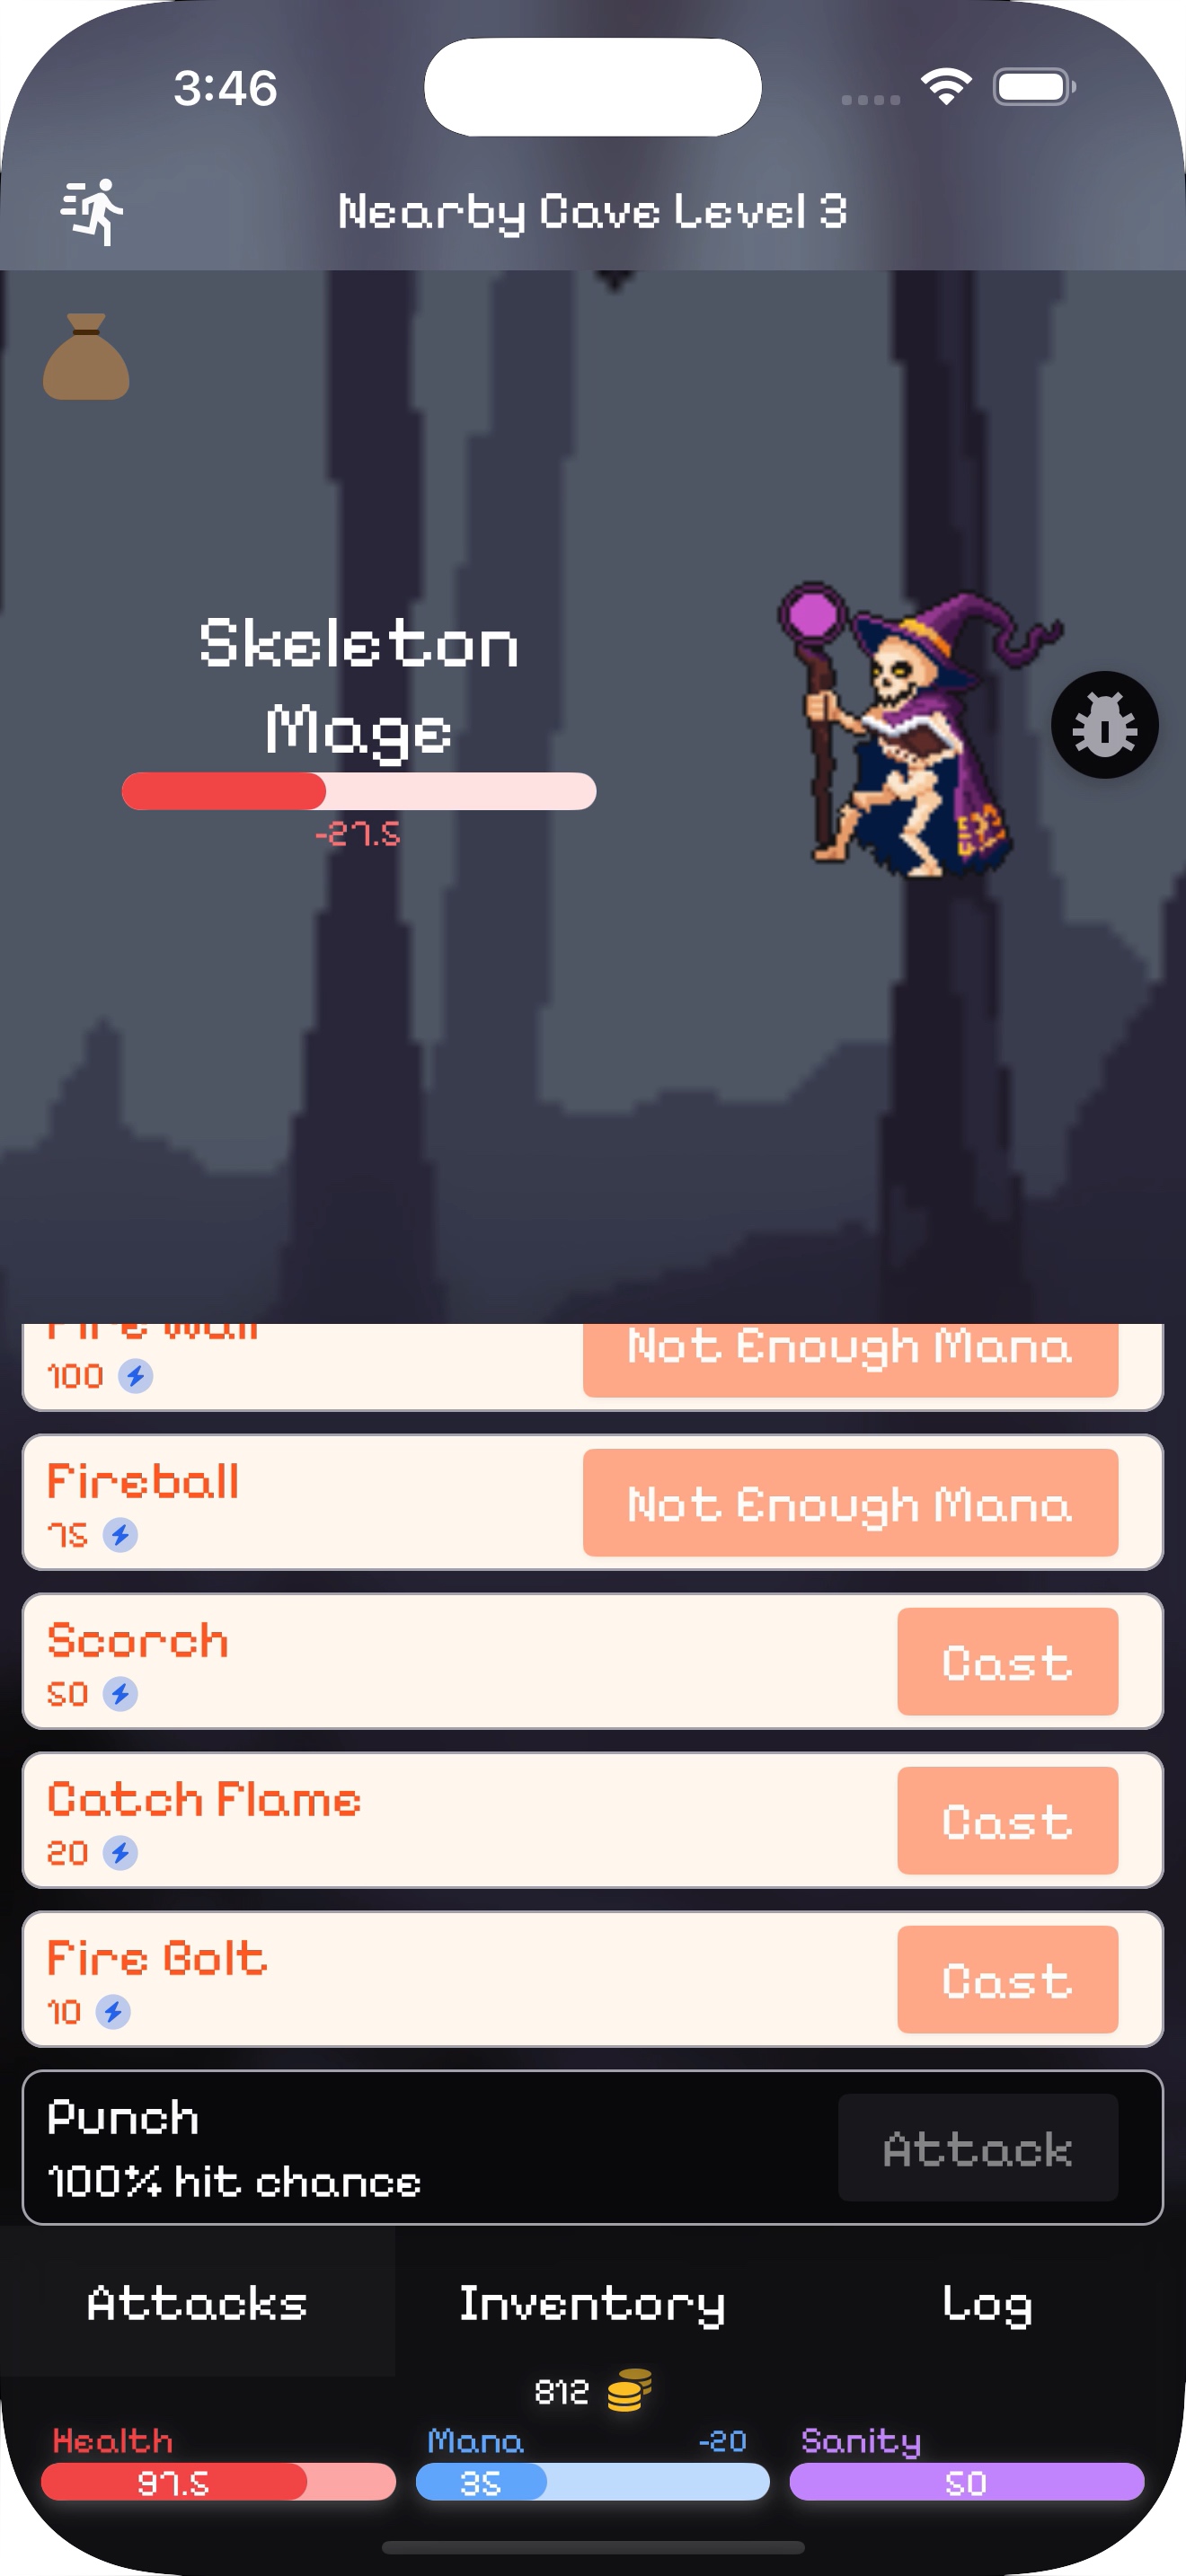 3:46
Nearby Cave Level 3
Skeleton
Mage
-27.5
Fire Wall
Not Enough Mana
100
Fireball
Not Enough Mana
75
Scorch
Cast
50
Catch Flame
Cast
20
Fire Bolt
Cast
10
Punch
Attack
100% hit chance
Attacks Inventory Log
812
Health Mana -20 Sanity
97.5 35 50